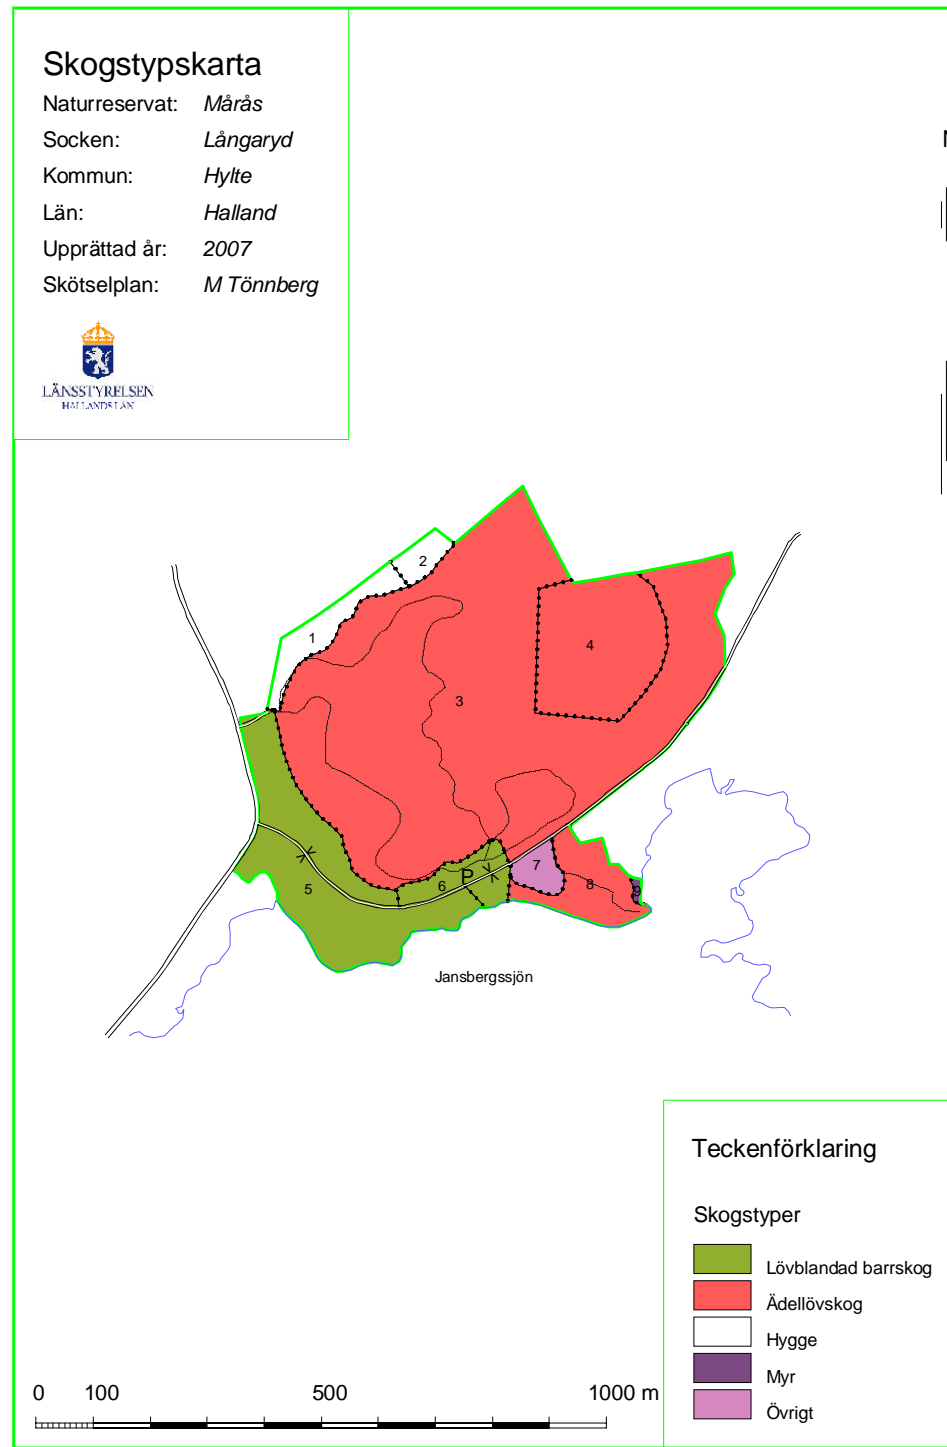 Skogstypskarta
Naturreservat: Mårås
Socken: Långaryd
Kommun: Hylte
Län: Halland
Upprättad år: 2007
Skötselplan: M Tönnberg
LÄNSSTYRELSEN
HALLANDS LÄN
2
1
4
3
7
P
6
5
8
9
Jansbergssjön
Teckenförklaring
Skogstyper
Lövblandad barrskog
Ädellövskog
Hygge
Myr
Övrigt
0 100 500 1000 m